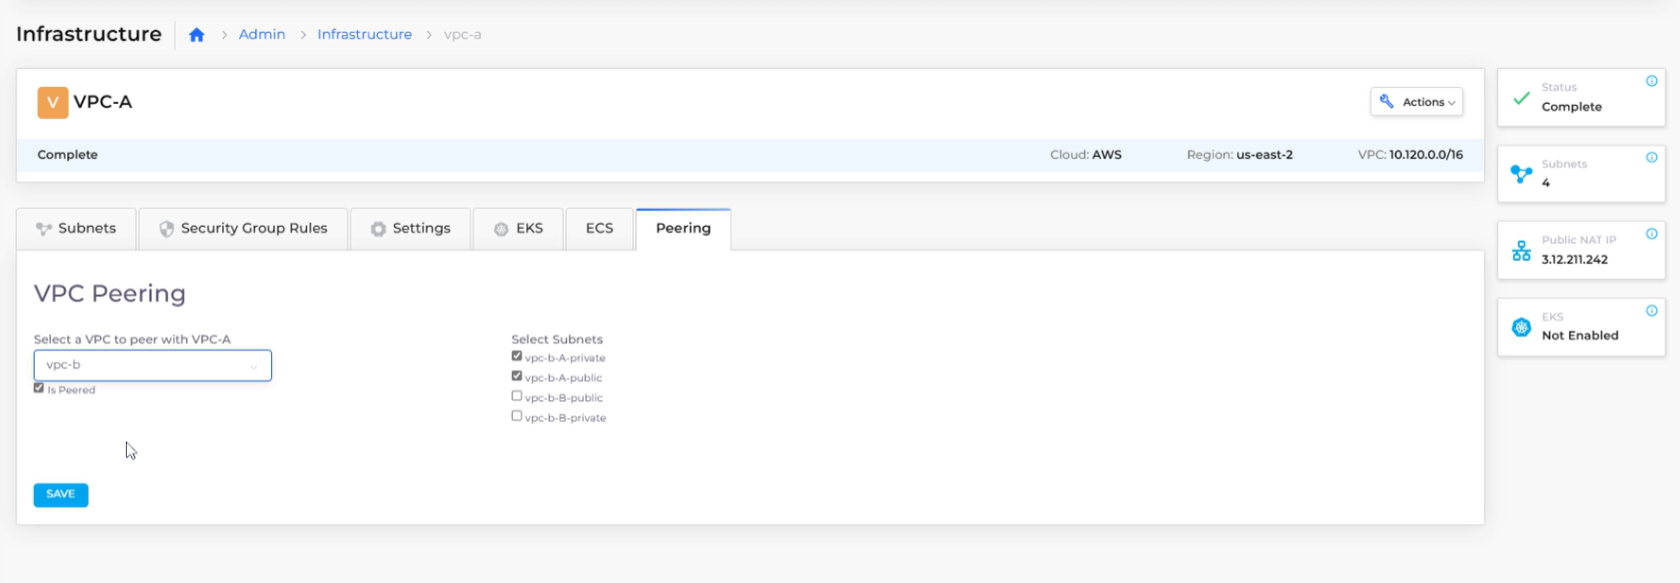 Infrastructure > Admin > Infrastructure > vpc-a
V VPC-A
Actions
Complete Cloud: AWS Region: us-east-2 VPC: 10.120.0.0/16
Subnets Security Group Rules Settings EKS ECS Peering
VPC Peering
Select a VPC to peer with VPC-A
vpc-b
Is Peered
Select Subnets
vpc-b-A-private
vpc-b-A-public
vpc-b-B-public
vpc-b-B-private
SAVE
Status
Complete
Subnets
4
Public NAT IP
3.12.211.242
EKS
Not Enabled